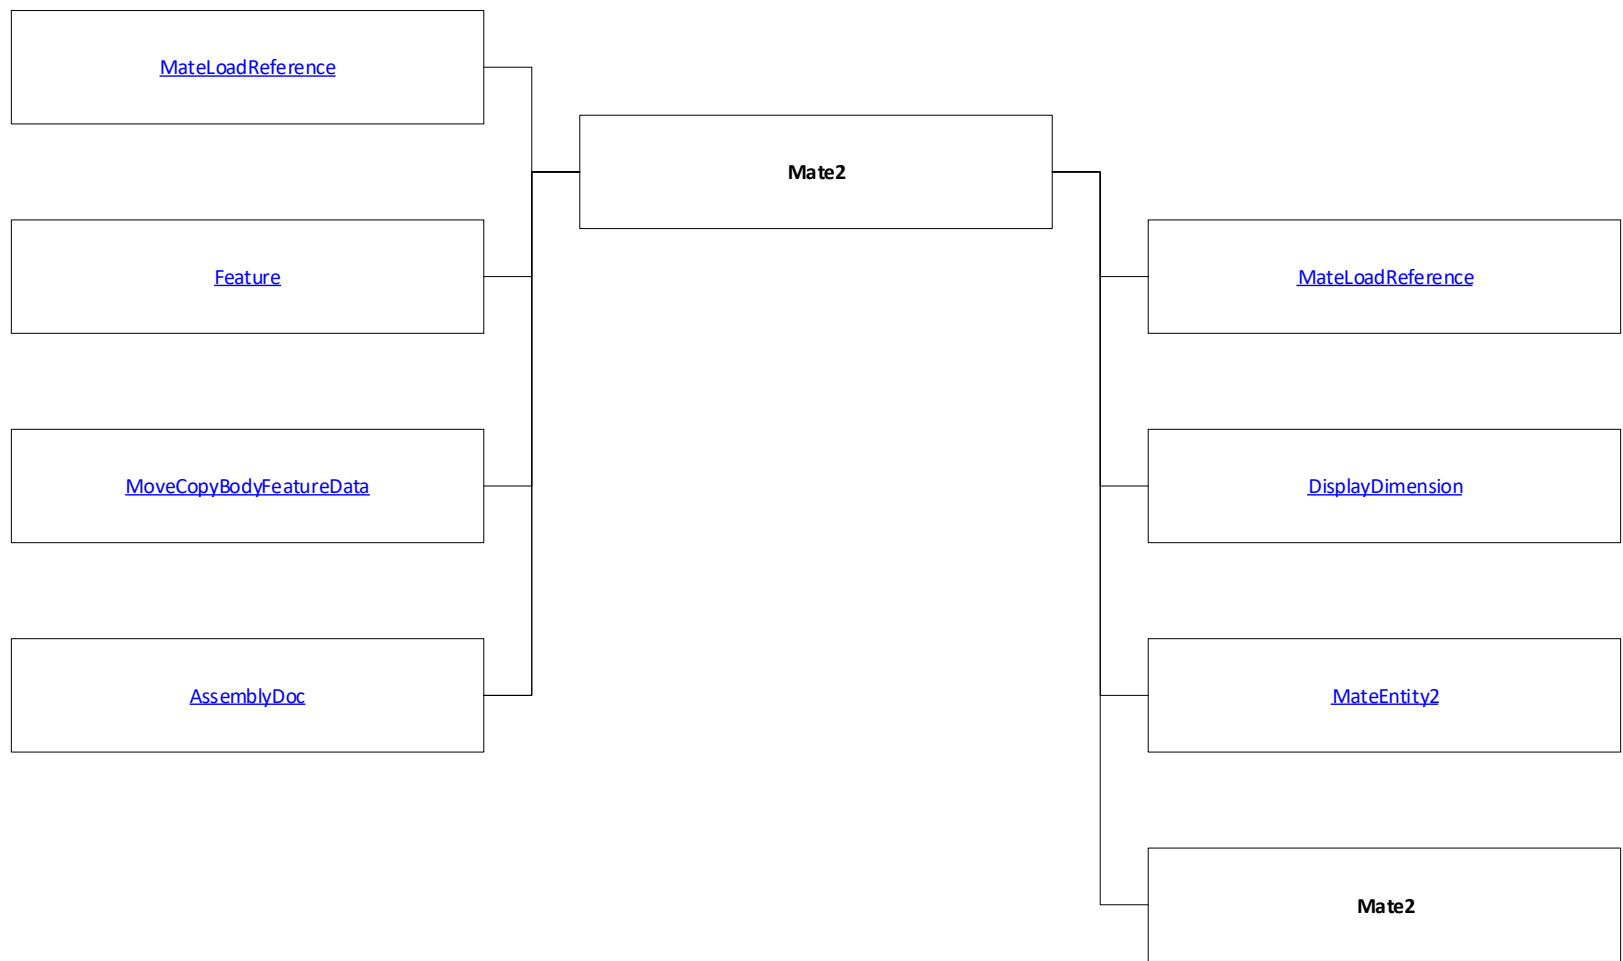 MateLoadReference
Mate2
Feature
MateLoadReference
MoveCopyBodyFeatureData
DisplayDimension
AssemblyDoc
MateEntity2
Mate2